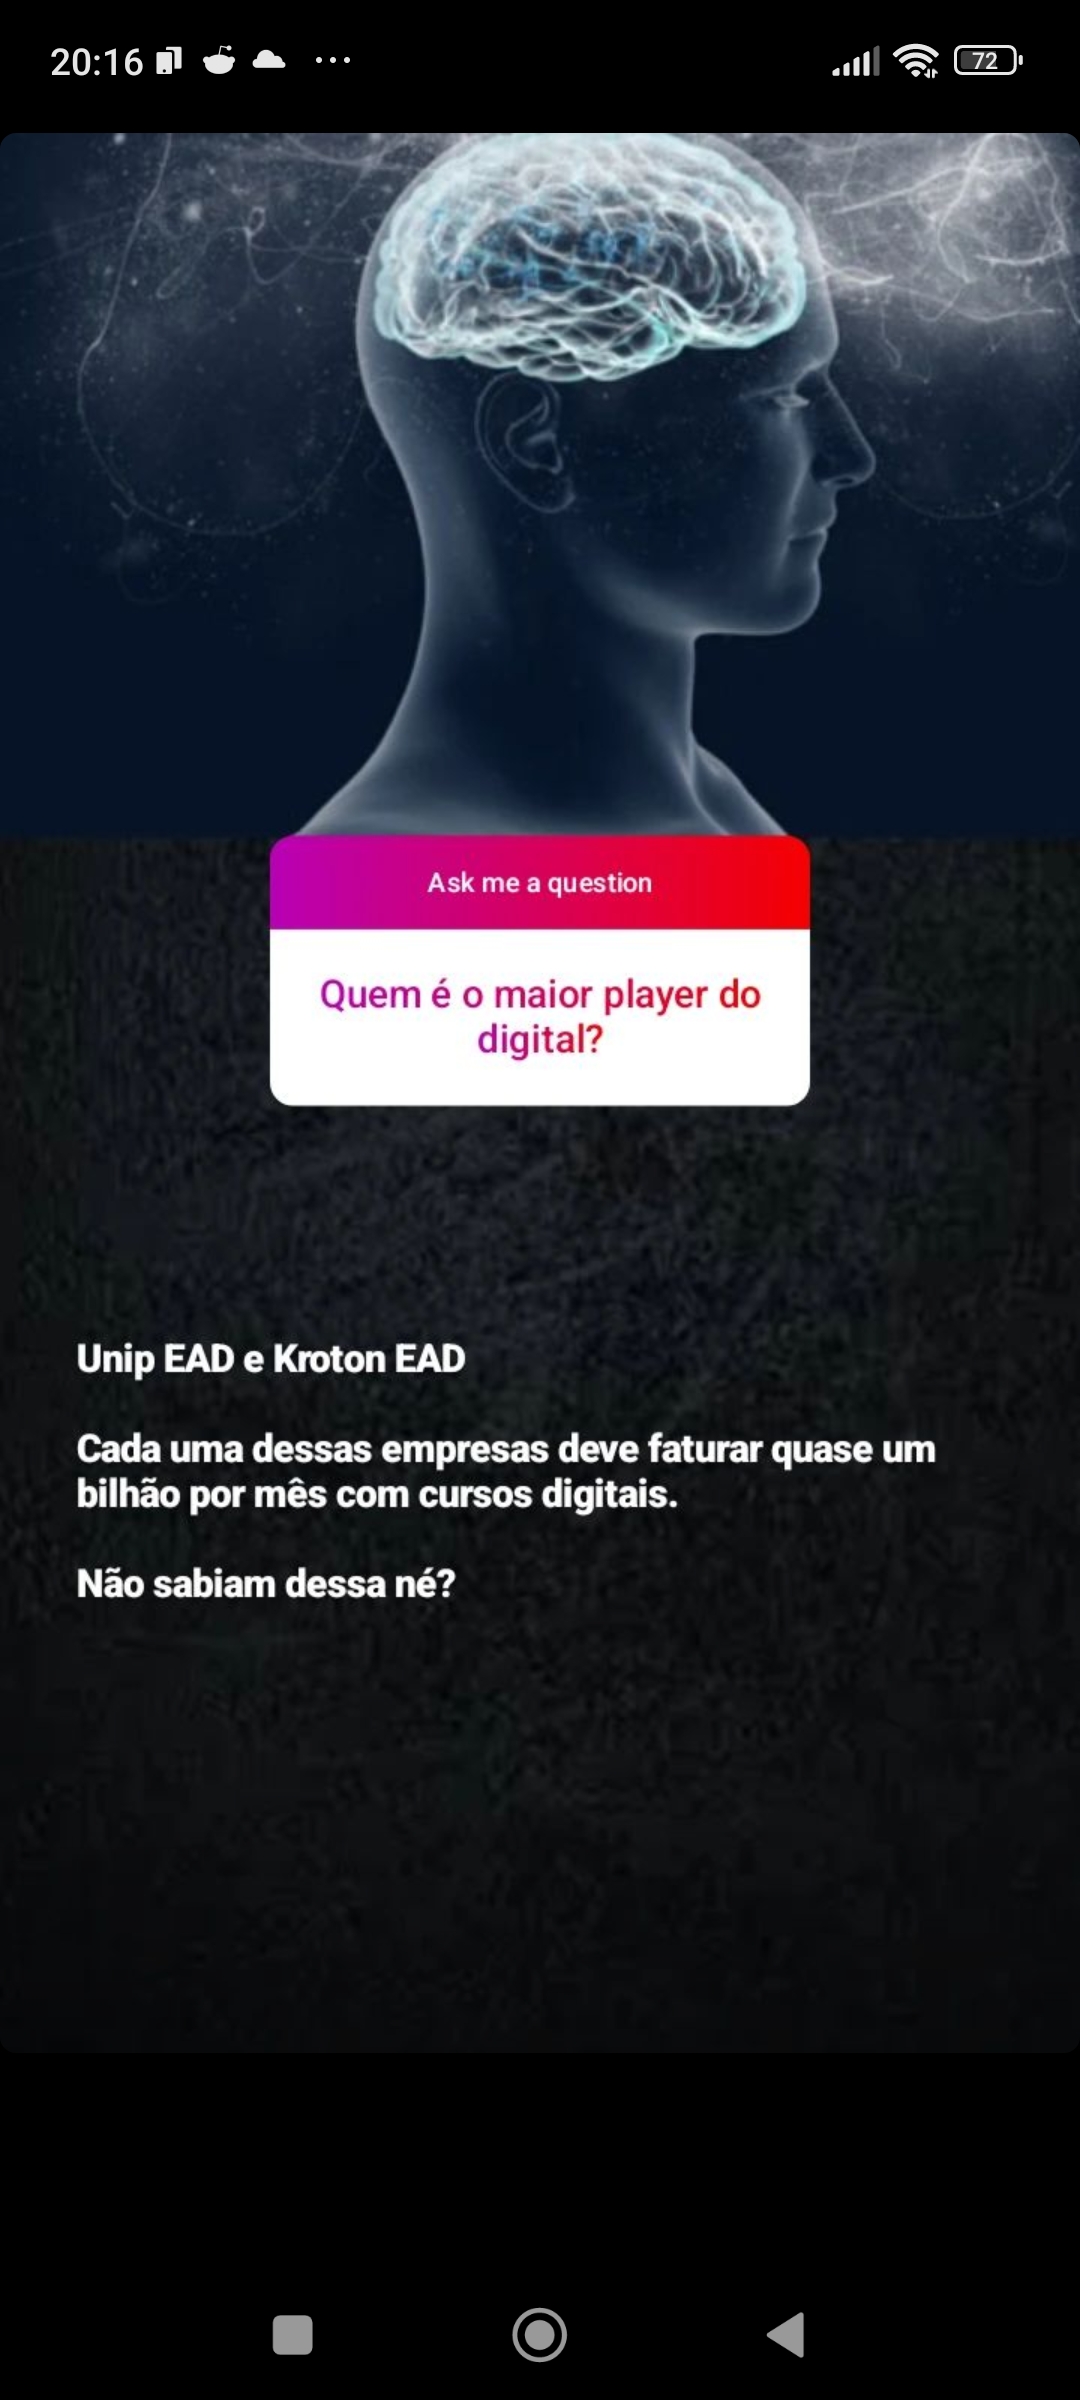 20:16
72
Ask me a question
Quem é o maior player do
digital?
Unip EAD e Kroton EAD
Cada uma dessas empresas deve faturar quase um
bilhão por mês com cursos digitais.
Não sabiam dessa né?